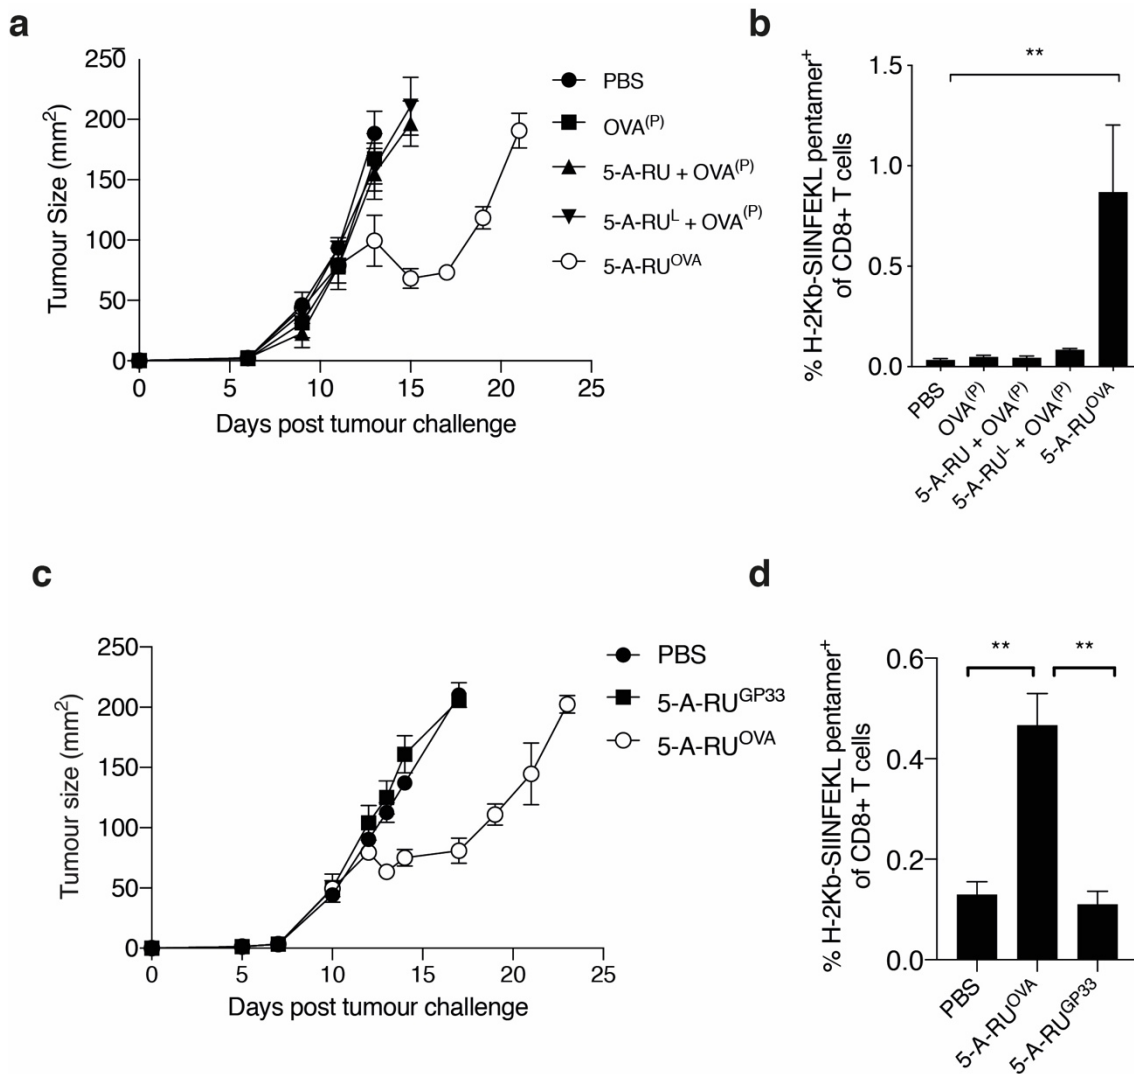 a
Tumour Size (mm²)
250
200
150
100
50
0
0 5 10 15 20 25
Days post tumour challenge
PBS
OVA(P)
5-A-RU + OVA(P)
5-A-RUL + OVA(P)
5-A-RUOVA
b
% H-2Kb-SIINFEKL pentamer+
of CD8+ T cells
1.5
1.0
0.5
0.0
**
PBS
OVA(P)
5-A-RU + OVA(P)
5-A-RUL + OVA(P)
5-A-RUOVA
c
Tumour size (mm²)
250
200
150
100
50
0
0 5 10 15 20 25
Days post tumour challenge
PBS
5-A-RUGP33
5-A-RUOVA
d
% H-2Kb-SIINFEKL pentamer+
of CD8+ T cells
0.6
0.4
0.2
0.0
** **
PBS
5-A-RUOVA
5-A-RUGP33